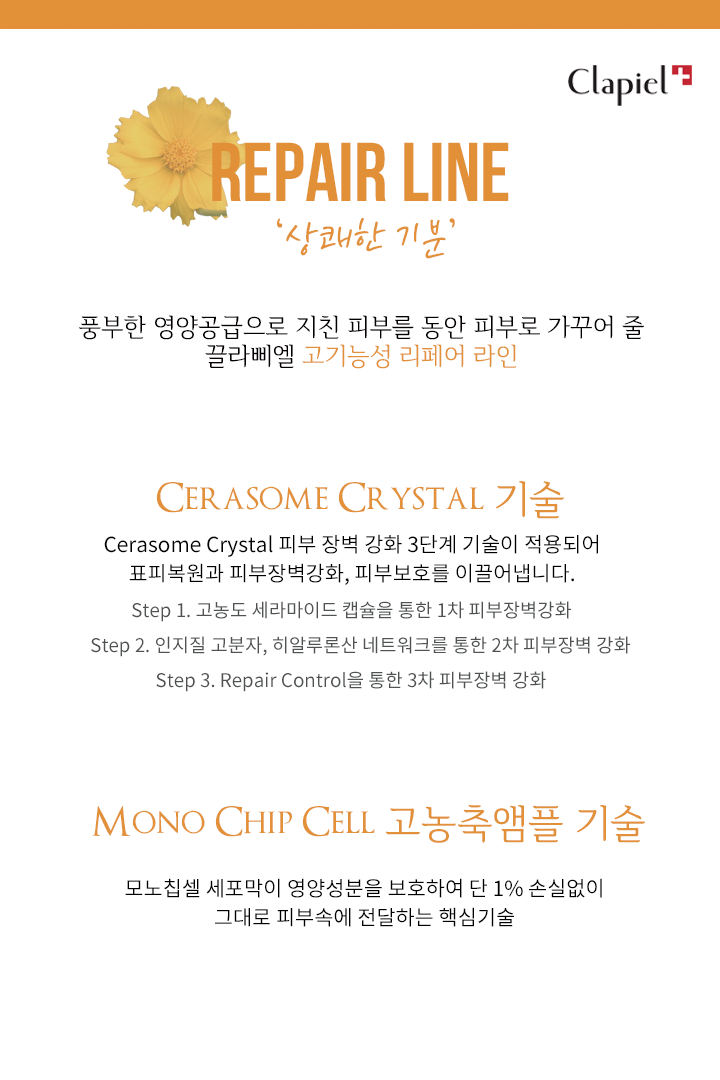 Clapiel
REPAIR LINE
‘상쾌한 기분’
풍부한 영양공급으로 지친 피부를 동안 피부로 가꾸어 줄
끌라삐엘 고기능성 리페어 라인
CERASOME CRYSTAL 기술
Cerasome Crystal 피부 장벽 강화 3단계 기술이 적용되어
표피복원과 피부장벽강화, 피부보호를 이끌어냅니다.
Step 1. 고농도 세라마이드 캡슐을 통한 1차 피부장벽강화
Step 2. 인지질 고분자, 히알루론산 네트워크를 통한 2차 피부장벽 강화
Step 3. Repair Control을 통한 3차 피부장벽 강화
MONO CHIP CELL 고농축앰플 기술
모노칩셀 세포막이 영양성분을 보호하여 단 1% 손실없이
그대로 피부속에 전달하는 핵심기술